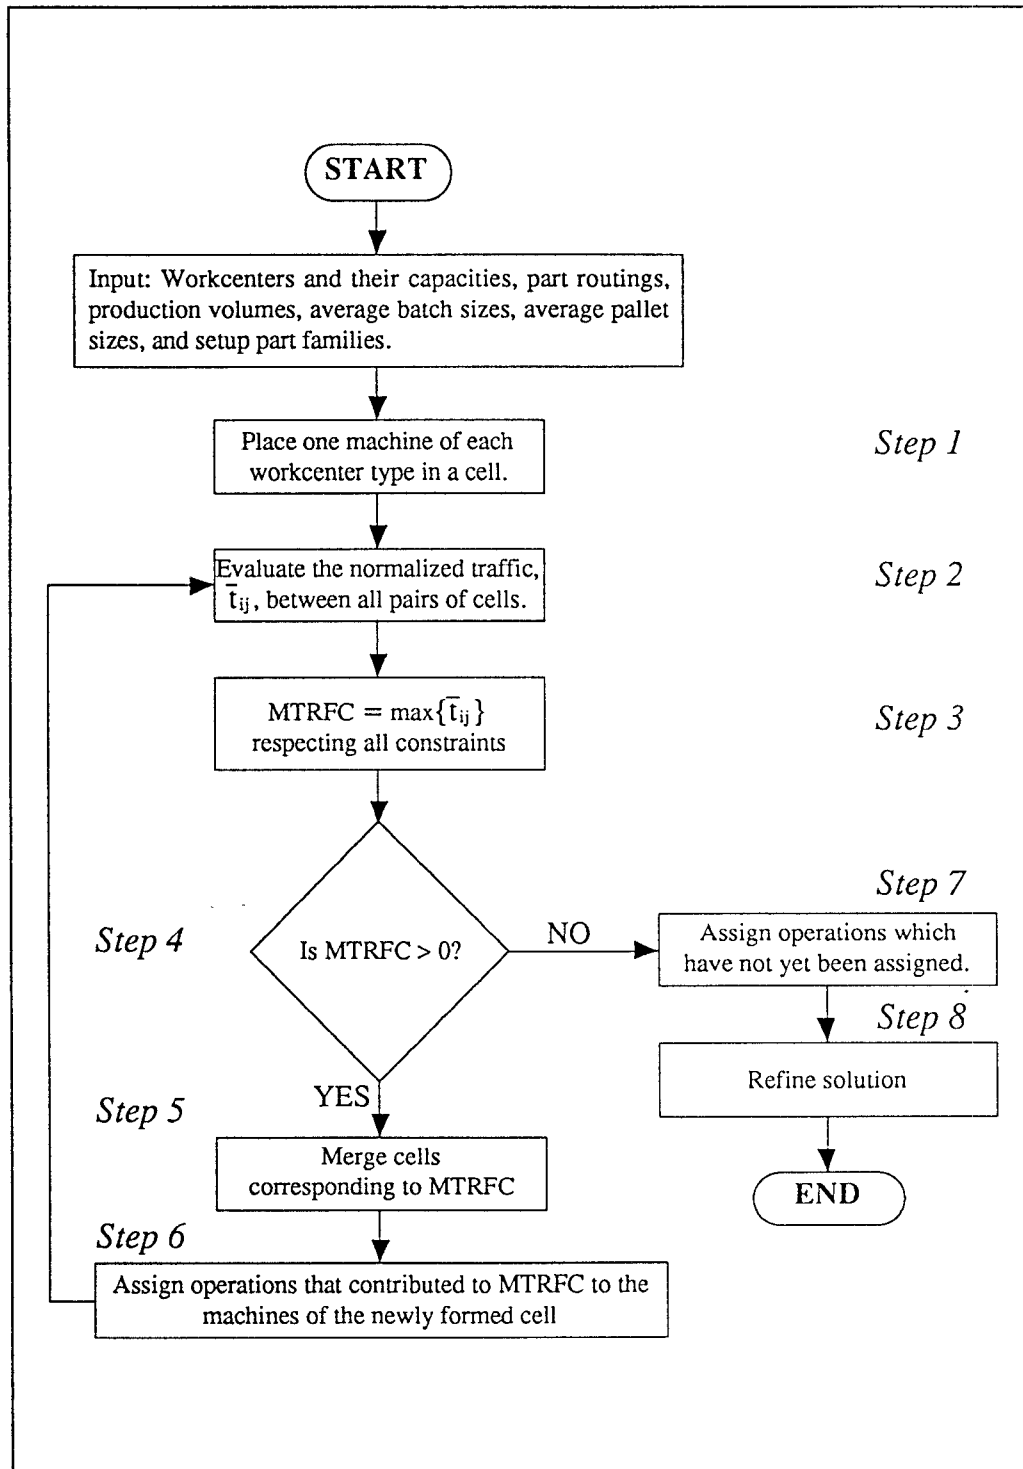 START
Input: Workcenters and their capacities, part routings,
production volumes, average batch sizes, average pallet
sizes, and setup part families.
Place one machine of each
workcenter type in a cell.
Step 1
Evaluate the normalized traffic,
t̄ij, between all pairs of cells.
Step 2
MTRFC = max{t̄ij}
respecting all constraints
Step 3
Step 4
Is MTRFC > 0?
NO
Step 7
Assign operations which
have not yet been assigned.
Step 8
Refine solution
END
YES
Step 5
Merge cells
corresponding to MTRFC
Step 6
Assign operations that contributed to MTRFC to the
machines of the newly formed cell